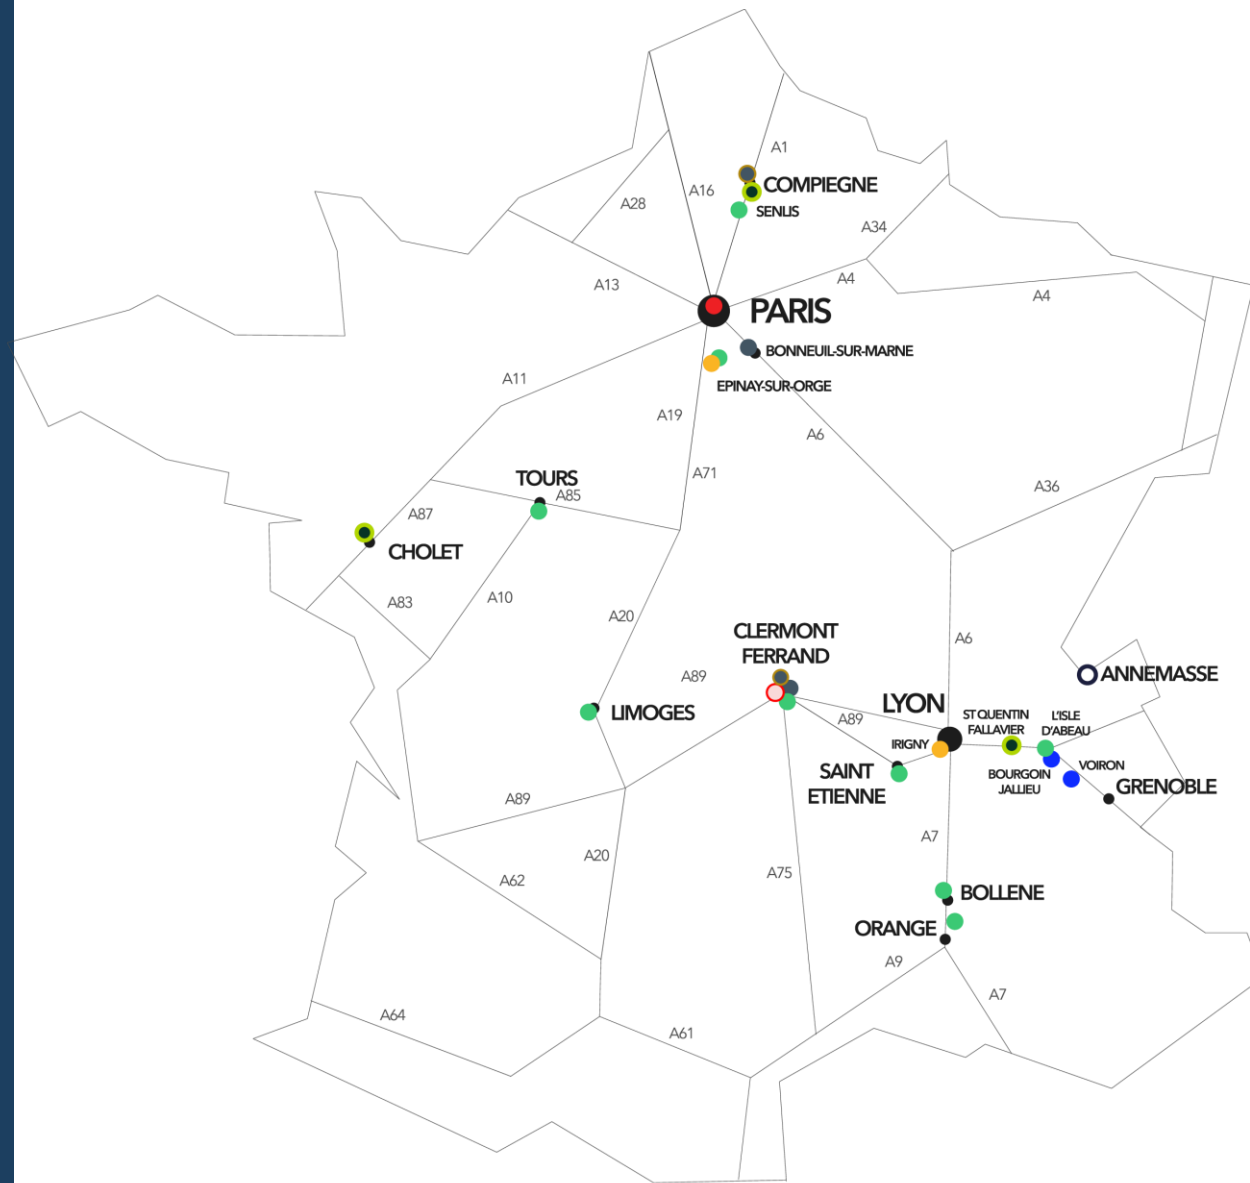 A1
COMPIEGNE
A16
A28
SENLIS
A34
A13
A4
A4
PARIS
BONNEUIL-SUR-MARNE
A11
EPINAY-SUR-ORGE
A19
A6
A71
TOURS
A85
A36
A87
CHOLET
A10
A83
A20
CLERMONT
FERRAND
A6
A89
ANNEMASSE
LYON
LIMOGES
A89
ST QUENTIN
FALLAVIER
L'ISLE
D'ABEAU
IRIGNY
SAINT
ETIENNE
BOURGOIN
JALLIEU
VOIRON
GRENOBLE
A89
A7
A20
A75
A62
BOLLENE
ORANGE
A9
A7
A64
A61